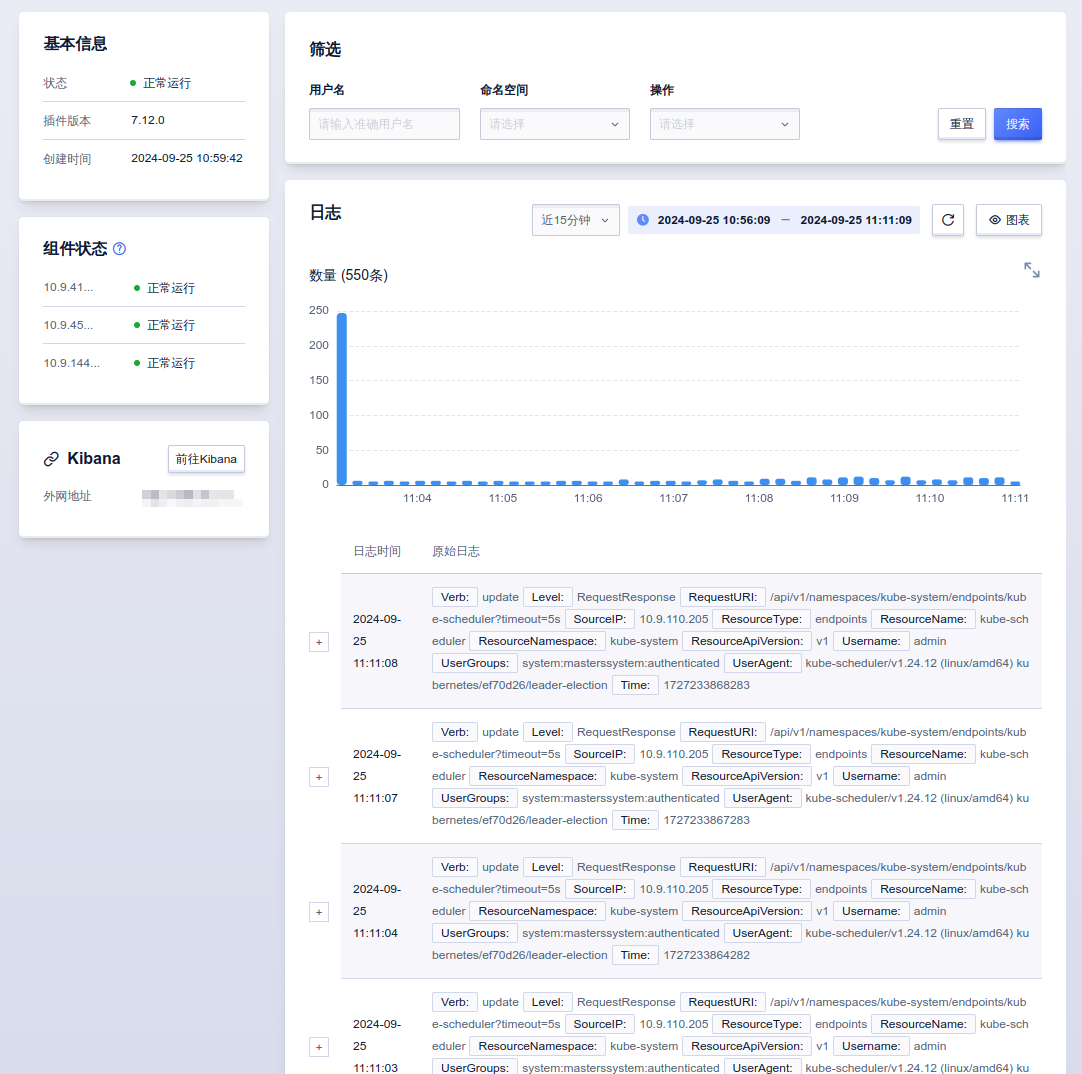 基本信息
状态 正常运行
插件版本 7.12.0
创建时间 2024-09-25 10:59:42
组件状态
10.9.41... 正常运行
10.9.45... 正常运行
10.9.144... 正常运行
Kibana 前往Kibana
外网地址
筛选
用户名 命名空间 操作
请输入准确用户名 请选择 请选择 重置 搜索
日志 近15分钟 2024-09-25 10:56:09 – 2024-09-25 11:11:09 图表
数量 (550条)
250
200
150
100
50
0
11:04 11:05 11:06 11:07 11:08 11:09 11:10 11:11
日志时间 原始日志
Verb: update Level: RequestResponse RequestURI: /api/v1/namespaces/kube-system/endpoints/kub
2024-09- e-scheduler?timeout=5s SourceIP: 10.9.110.205 ResourceType: endpoints ResourceName: kube-sch
+ 25 eduler ResourceNamespace: kube-system ResourceApiVersion: v1 Username: admin
11:11:08 UserGroups: system:masterssystem:authenticated UserAgent: kube-scheduler/v1.24.12 (linux/amd64) ku
bernetes/ef70d26/leader-election Time: 1727233868283
Verb: update Level: RequestResponse RequestURI: /api/v1/namespaces/kube-system/endpoints/kub
2024-09- e-scheduler?timeout=5s SourceIP: 10.9.110.205 ResourceType: endpoints ResourceName: kube-sch
+ 25 eduler ResourceNamespace: kube-system ResourceApiVersion: v1 Username: admin
11:11:07 UserGroups: system:masterssystem:authenticated UserAgent: kube-scheduler/v1.24.12 (linux/amd64) ku
bernetes/ef70d26/leader-election Time: 1727233867283
Verb: update Level: RequestResponse RequestURI: /api/v1/namespaces/kube-system/endpoints/kub
2024-09- e-scheduler?timeout=5s SourceIP: 10.9.110.205 ResourceType: endpoints ResourceName: kube-sch
+ 25 eduler ResourceNamespace: kube-system ResourceApiVersion: v1 Username: admin
11:11:04 UserGroups: system:masterssystem:authenticated UserAgent: kube-scheduler/v1.24.12 (linux/amd64) ku
bernetes/ef70d26/leader-election Time: 1727233864282
Verb: update Level: RequestResponse RequestURI: /api/v1/namespaces/kube-system/endpoints/kub
2024-09- e-scheduler?timeout=5s SourceIP: 10.9.110.205 ResourceType: endpoints ResourceName: kube-sch
+ 25 eduler ResourceNamespace: kube-system ResourceApiVersion: v1 Username: admin
11:11:03 UserGroups: system:masterssystem:authenticated UserAgent: kube-scheduler/v1.24.12 (linux/amd64) ku